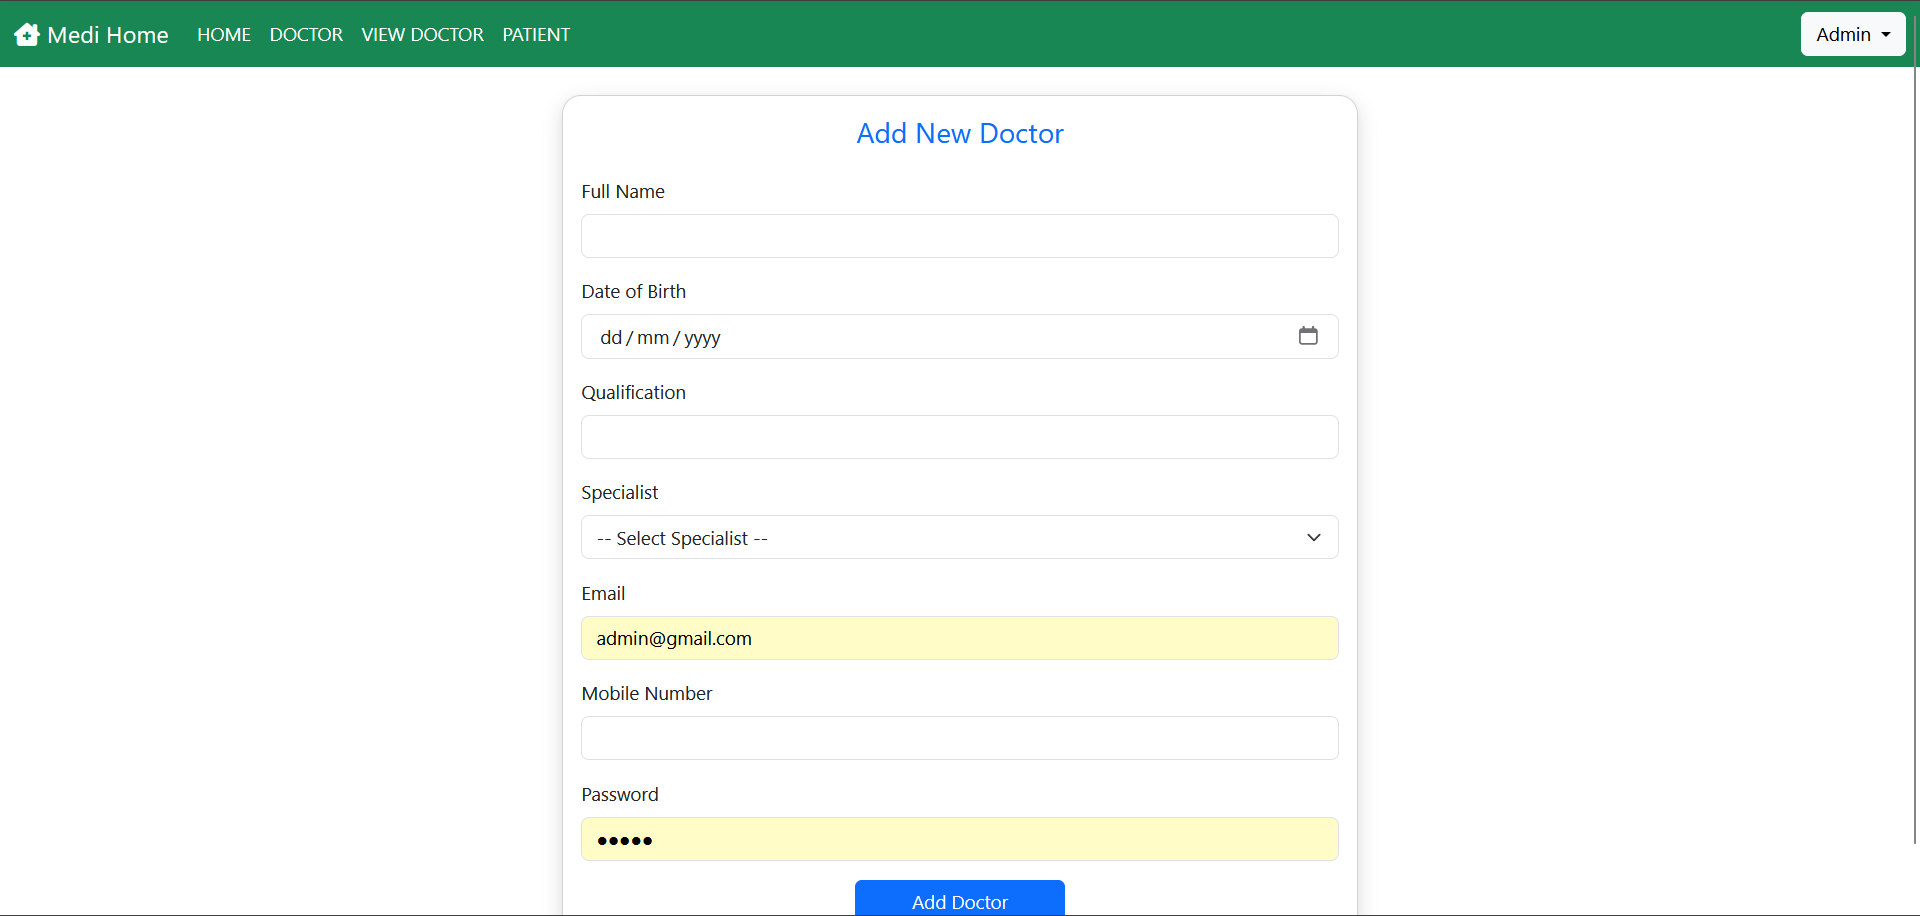 Medi Home HOME DOCTOR VIEW DOCTOR PATIENT Admin
Add New Doctor
Full Name
Date of Birth
dd/mm/yyyy
Qualification
Specialist
-- Select Specialist --
Email
admin@gmail.com
Mobile Number
Password
•••••
Add Doctor